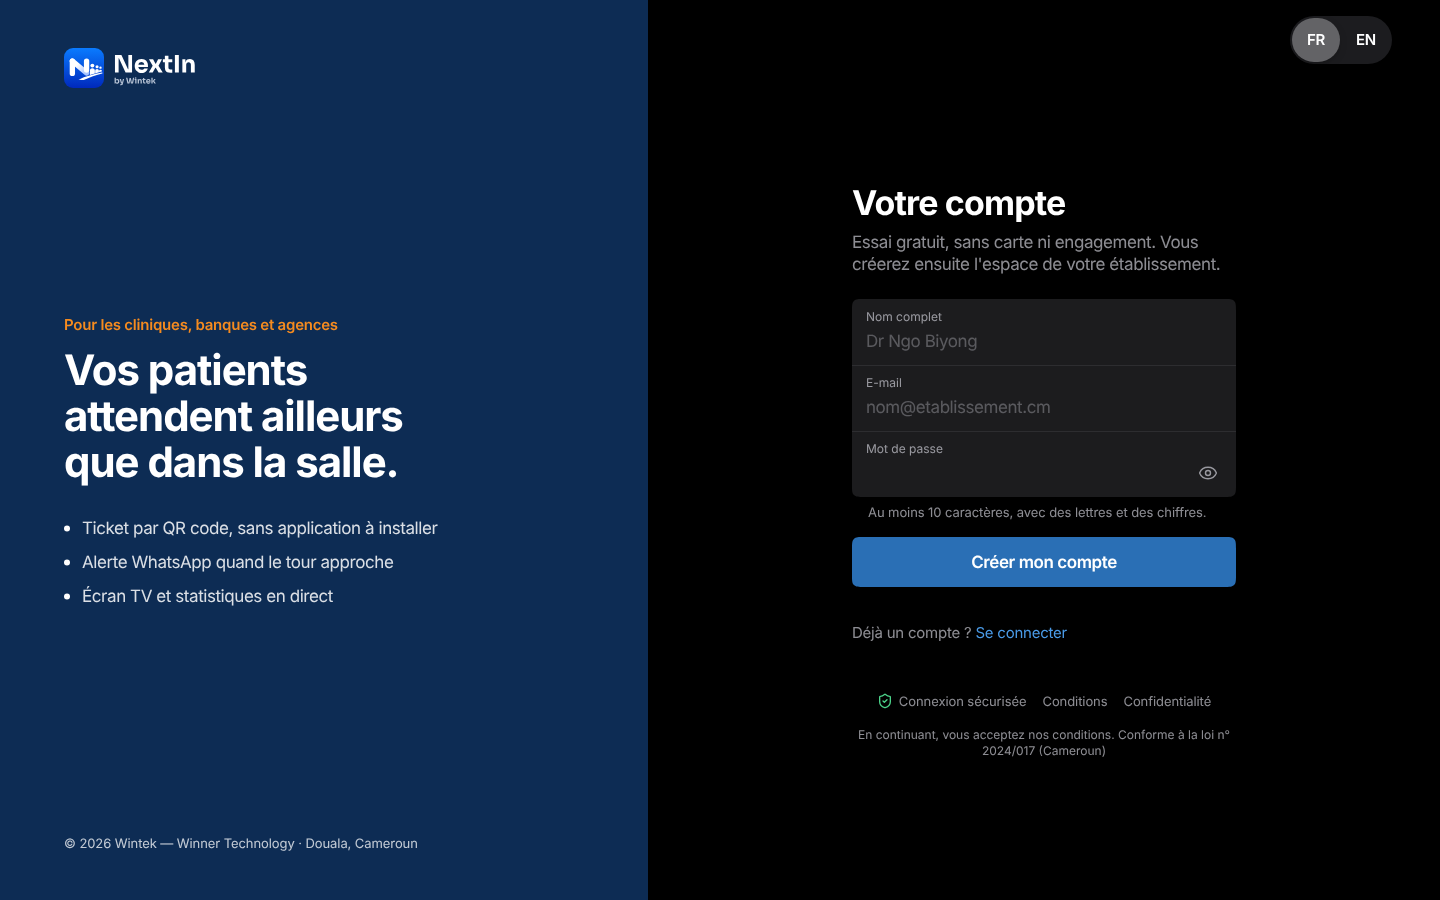 NextIn
by Wintek
FR
EN
Pour les cliniques, banques et agences
Vos patients
attendent ailleurs
que dans la salle.
• Ticket par QR code, sans application à installer
• Alerte WhatsApp quand le tour approche
• Écran TV et statistiques en direct
© 2026 Wintek — Winner Technology · Douala, Cameroun
Votre compte
Essai gratuit, sans carte ni engagement. Vous
créerez ensuite l'espace de votre établissement.
Nom complet
Dr Ngo Biyong
E-mail
nom@etablissement.cm
Mot de passe
Au moins 10 caractères, avec des lettres et des chiffres.
Créer mon compte
Déjà un compte ? Se connecter
Connexion sécurisée Conditions Confidentialité
En continuant, vous acceptez nos conditions. Conforme à la loi n°
2024/017 (Cameroun)